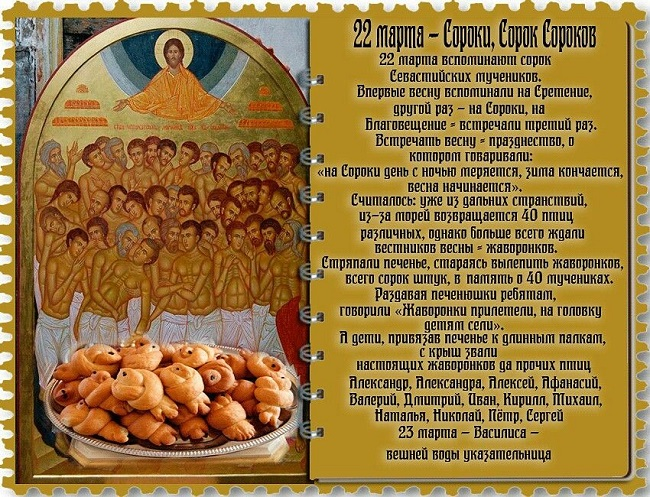 22 марта – Сороки, Сорок Сороков
22 марта вспоминают сорок
Севастийских мучеников.
Впервые весну вспоминали на Сретение,
другой раз – на Сороки, на
Благовещение - встречали третий раз.
Встречать весну - празднество, о
котором говаривали:
«на Сороки день с ночью меряется, зима кончается,
весна начинается».
Считалось: уже из дальних странствий,
из-за морей возвращается 40 птиц
различных, однако больше всего ждали
вестников весны - жаворонков.
Стряпали печенье, стараясь вылепить жаворонков,
всего сорок штук, в память о 40 мучениках.
Раздавая печенюшки ребятам,
говорили «Жаворонки прилетели, на головку
детям сели».
А дети, привязав печенье к длинным палкам,
с крыш звали
настоящих жаворонков да прочих птиц
Александр, Александра, Алексей, Афанасий,
Валерий, Дмитрий, Иван, Кирилл, Михаил,
Наталья, Николай, Пётр, Сергей
23 марта – Василиса –
вешней воды указательница